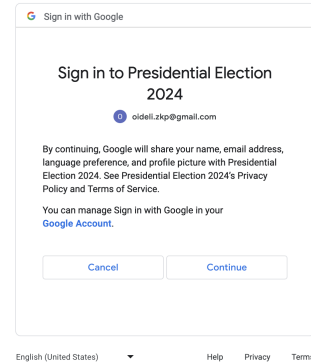 Sign in with Google
Sign in to Presidential Election
2024
O oideli.zkp@gmail.com
By continuing, Google will share your name, email address,
language preference, and profile picture with Presidential
Election 2024. See Presidential Election 2024's Privacy
Policy and Terms of Service.
You can manage Sign in with Google in your
Google Account.
Cancel Continue
English (United States) Help Privacy Terms